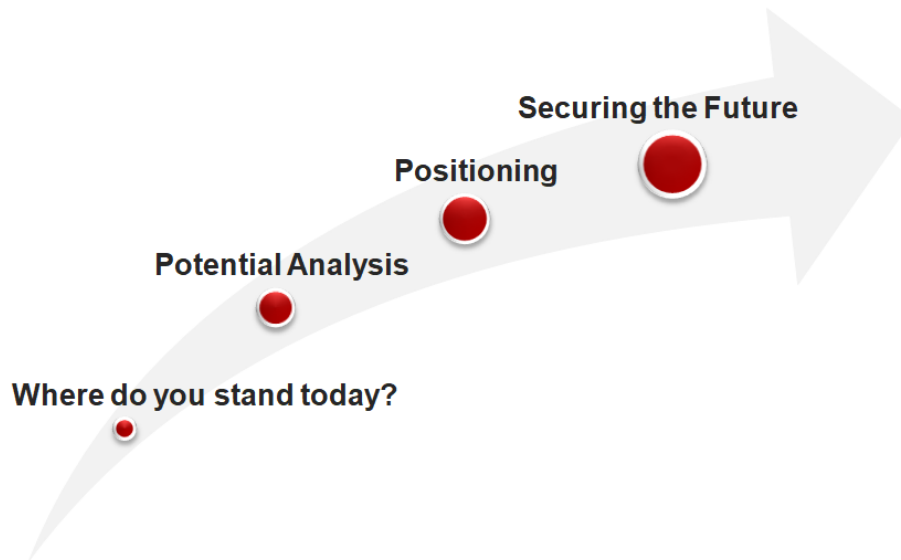 Securing the Future
Positioning
Potential Analysis
Where do you stand today?